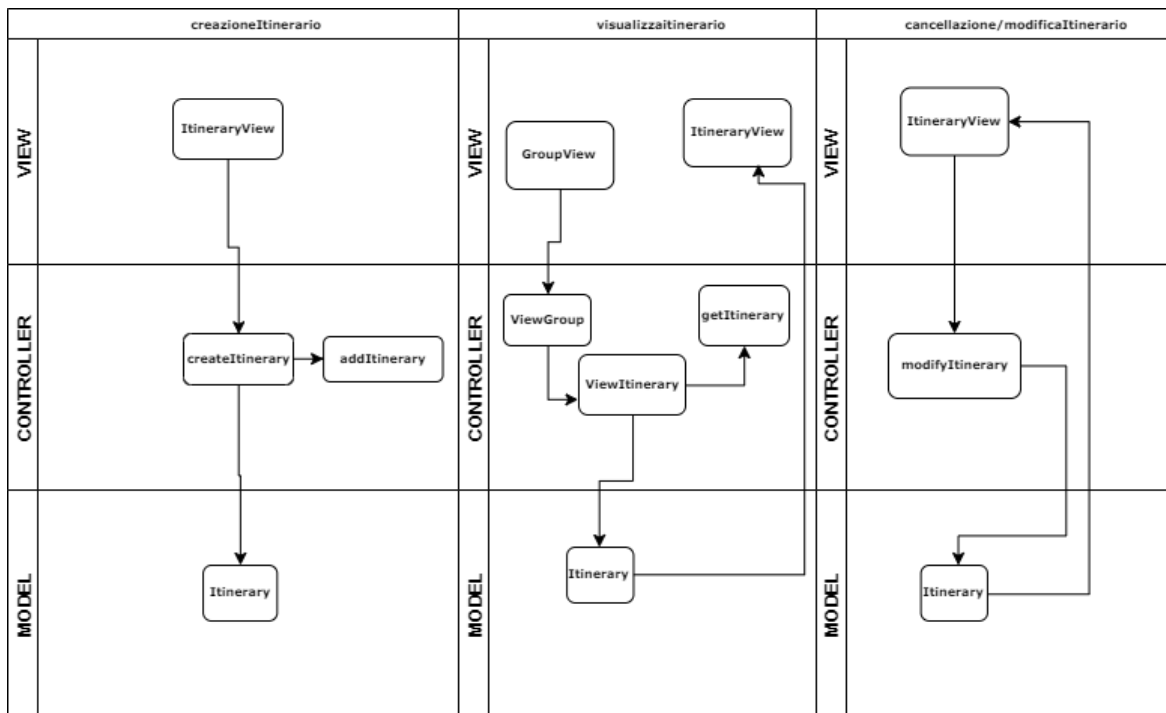 creazioneItinerario
visualizzaitinerario
cancellazione/modificaItinerario
VIEW
ItineraryView
VIEW
GroupView
ItineraryView
VIEW
ItineraryView
CONTROLLER
createItinerary
addItinerary
CONTROLLER
ViewGroup
ViewItinerary
getItinerary
CONTROLLER
modifyItinerary
MODEL
Itinerary
MODEL
Itinerary
MODEL
Itinerary